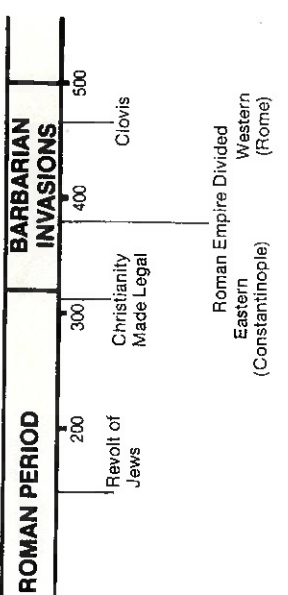 ROMAN PERIOD
BARBARIAN
INVASIONS
200
300
400
500
Revolt of
Jews
Christianity
Made Legal
Clovis
Roman Empire Divided
Eastern
(Constantinople)
Western
(Rome)